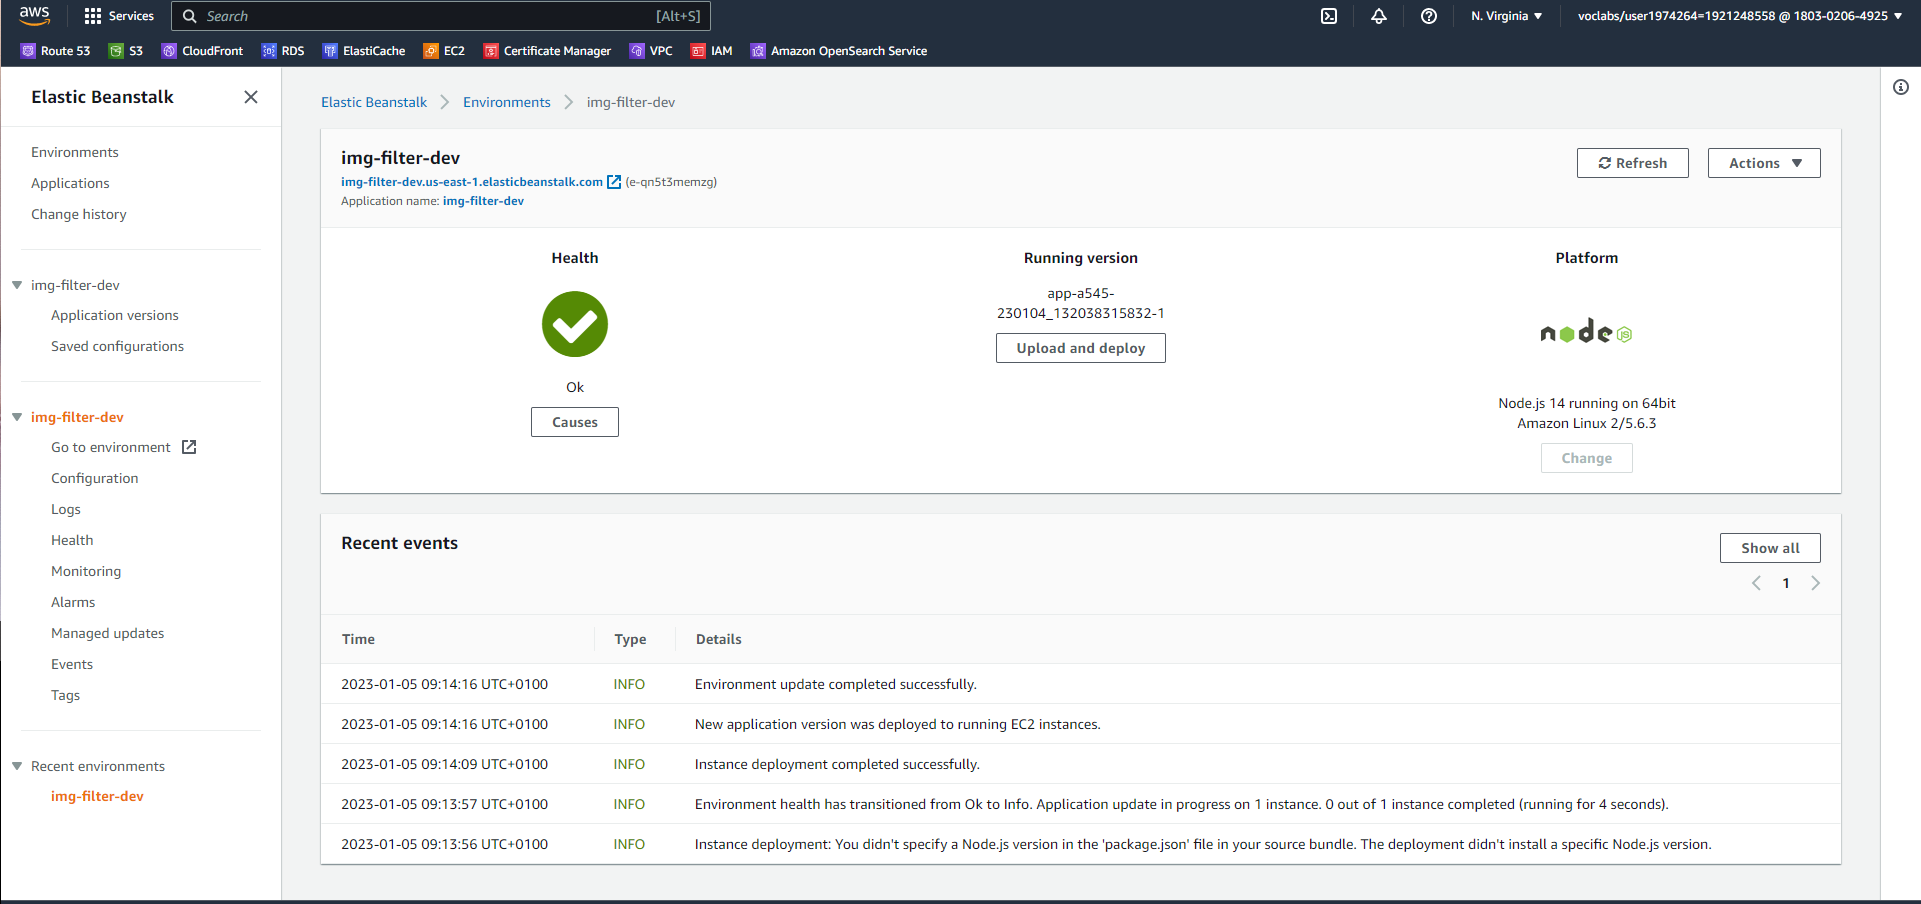 aws
Services
Search
[Alt+S]
N. Virginia
voclabs/user1974264=1921248558 @ 1803-0206-4925
Route 53
S3
CloudFront
RDS
ElastiCache
EC2
Certificate Manager
VPC
IAM
Amazon OpenSearch Service
Elastic Beanstalk
Environments
Applications
Change history
img-filter-dev
Application versions
Saved configurations
img-filter-dev
Go to environment
Configuration
Logs
Health
Monitoring
Alarms
Managed updates
Events
Tags
Recent environments
img-filter-dev
Elastic Beanstalk
Environments
img-filter-dev
img-filter-dev
img-filter-dev.us-east-1.elasticbeanstalk.com (e-qn5t3memzg)
Application name: img-filter-dev
Refresh
Actions
Health
Ok
Causes
Running version
app-a545-
230104_132038315832-1
Upload and deploy
Platform
node JS
Node.js 14 running on 64bit
Amazon Linux 2/5.6.3
Change
Recent events
Show all
1
Time Type Details
2023-01-05 09:14:16 UTC+0100 INFO Environment update completed successfully.
2023-01-05 09:14:16 UTC+0100 INFO New application version was deployed to running EC2 instances.
2023-01-05 09:14:09 UTC+0100 INFO Instance deployment completed successfully.
2023-01-05 09:13:57 UTC+0100 INFO Environment health has transitioned from Ok to Info. Application update in progress on 1 instance. 0 out of 1 instance completed (running for 4 seconds).
2023-01-05 09:13:56 UTC+0100 INFO Instance deployment: You didn't specify a Node.js version in the 'package.json' file in your source bundle. The deployment didn't install a specific Node.js version.